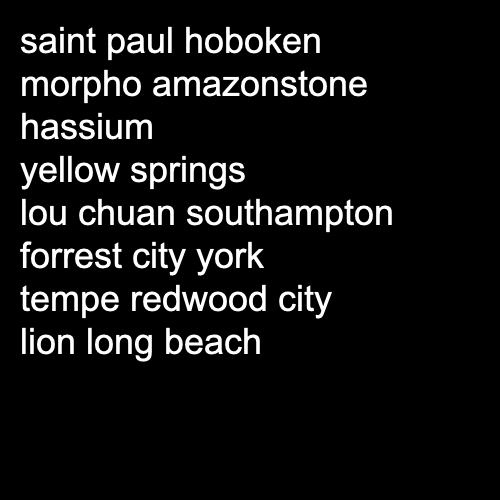 saint paul hoboken
morpho amazonstone
hassium
yellow springs
lou chuan southampton
forrest city york
tempe redwood city
lion long beach